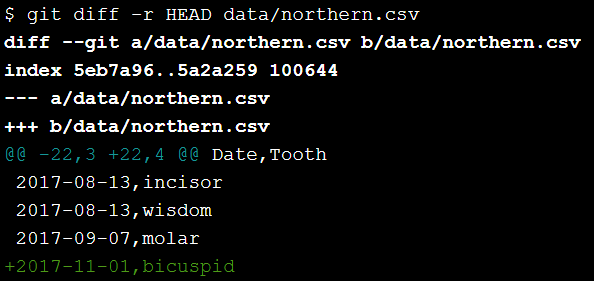 $ git diff -r HEAD data/northern.csv
diff --git a/data/northern.csv b/data/northern.csv
index 5eb7a96..5a2a259 100644
--- a/data/northern.csv
+++ b/data/northern.csv
@@ -22,3 +22,4 @@ Date,Tooth
 2017-08-13,incisor
 2017-08-13,wisdom
 2017-09-07,molar
+2017-11-01,bicuspid